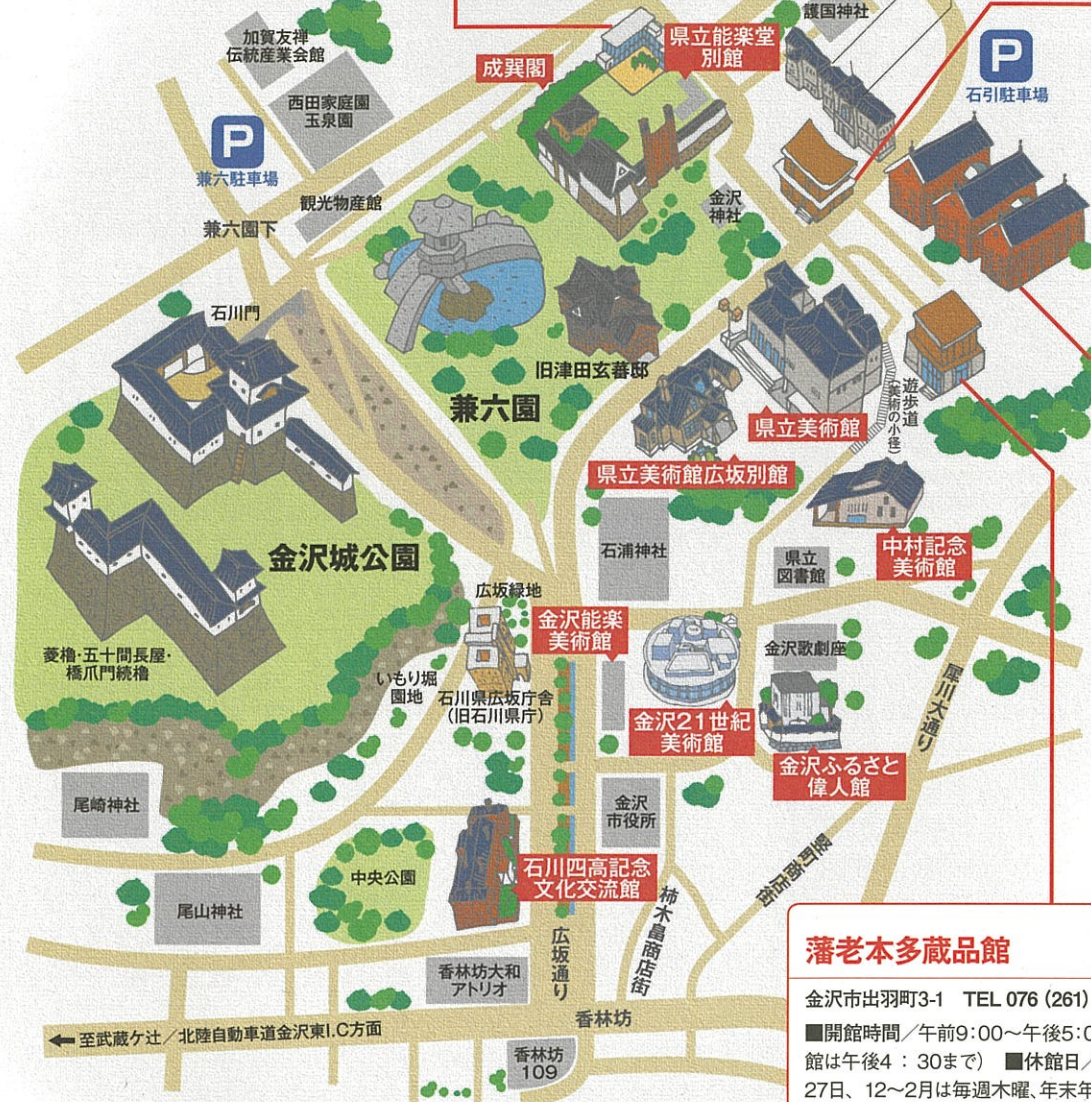 護国神社
加賀友禅
伝統産業会館
県立能楽堂
別館
成巽閣
P
石引駐車場
西田家庭園
玉泉園
P
兼六駐車場
観光物産館
金沢
神社
兼六園下
石川門
旧津田玄蕃邸
兼六園
遊歩道
(美術の小径)
県立美術館
県立美術館広坂別館
中村記念
美術館
石浦神社
県立
図書館
金沢城公園
広坂緑地
金沢能楽
美術館
金沢歌劇座
菱櫓・五十間長屋・
橋爪門続櫓
いもり堀
園地
石川県広坂庁舎
(旧石川県庁)
犀川大通り
金沢21世紀
美術館
金沢ふるさと
偉人館
尾崎神社
金沢
市役所
竪町商店街
石川四高記念
文化交流館
中央公園
尾山神社
柿木畠商店街
広坂通り
香林坊大和
アトリオ
香林坊
←至武蔵ケ辻/北陸自動車道金沢東I.C方面
香林坊
109
藩老本多蔵品館
金沢市出羽町3-1 TEL 076 (261)
■開館時間/午前9:00〜午後5:0
館は午後4:30まで) ■休館日/
27日、12〜2月は毎週木曜、年末年